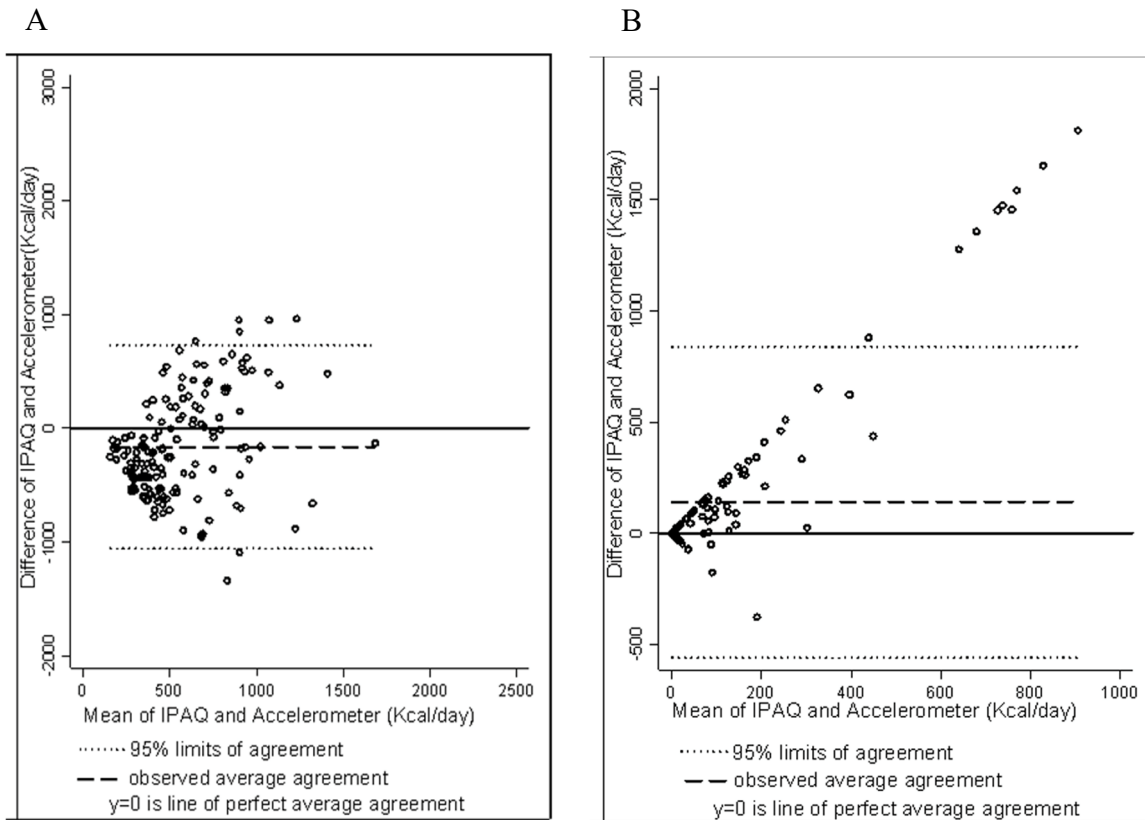 A
B
Difference of IPAQ and Accelerometer(Kcal/day)
3000
2000
1000
0
-1000
-2000
0
500
1000
1500
2000
2500
Mean of IPAQ and Accelerometer (Kcal/day)
95% limits of agreement
observed average agreement
y=0 is line of perfect average agreement
Difference of IPAQ and Accelerometer (Kcal/day)
2000
1500
1000
500
0
-500
0
200
400
600
800
1000
Mean of IPAQ and Accelerometer (Kcal/day)
95% limits of agreement
observed average agreement
y=0 is line of perfect average agreement